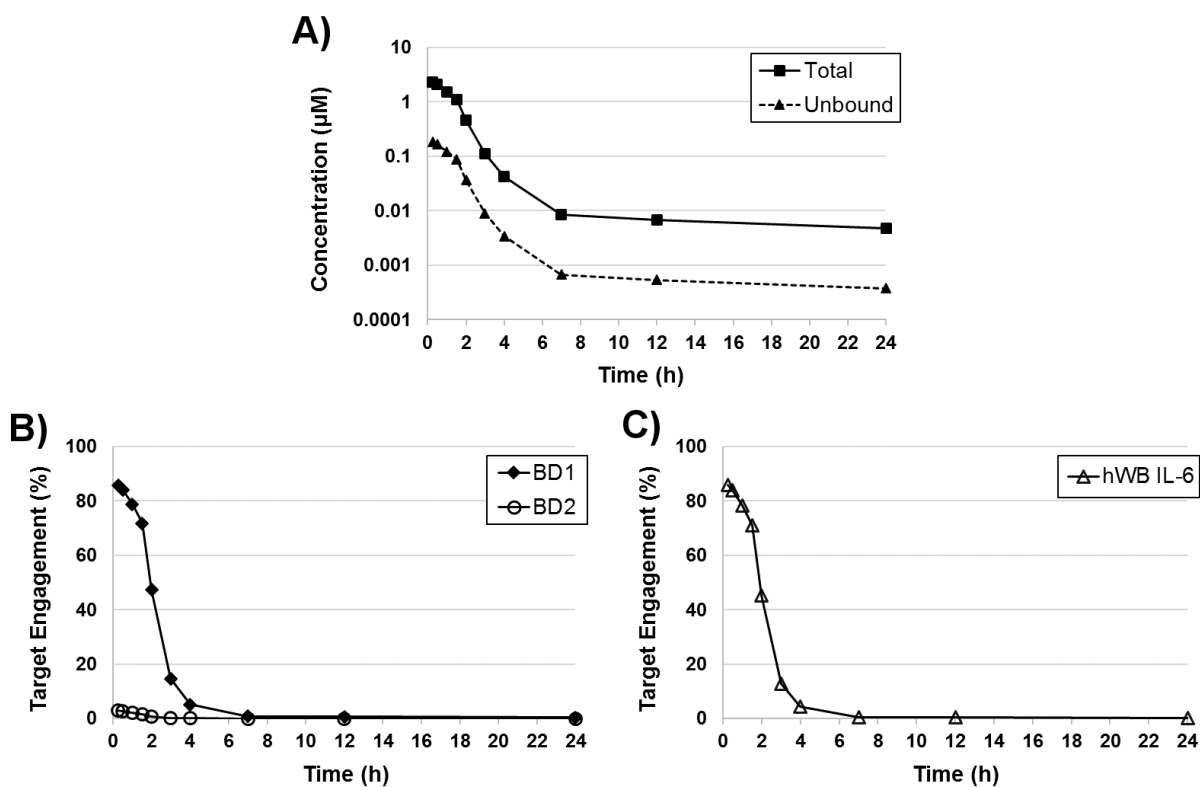 A)
Concentration (µM)
10
1
0.1
0.01
0.001
0.0001
Total
Unbound
0 2 4 6 8 10 12 14 16 18 20 22 24
Time (h)
B)
Target Engagement (%)
100
80
60
40
20
0
BD1
BD2
0 2 4 6 8 10 12 14 16 18 20 22 24
Time (h)
C)
Target Engagement (%)
100
80
60
40
20
0
hWB IL-6
0 2 4 6 8 10 12 14 16 18 20 22 24
Time (h)